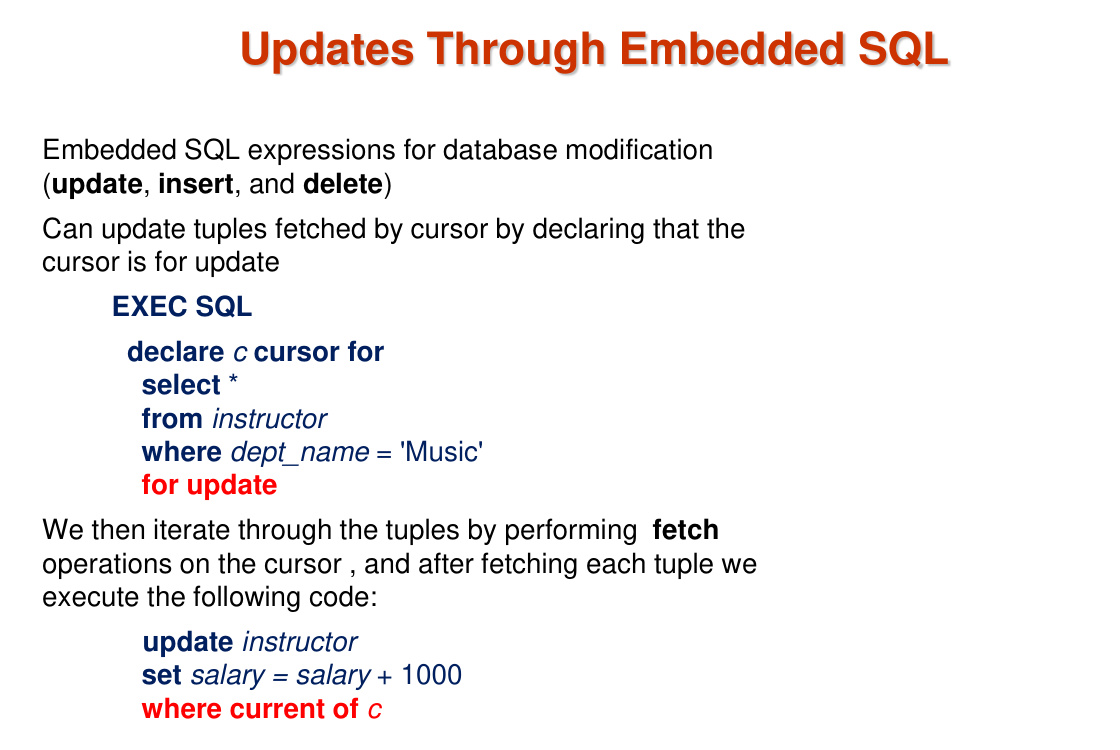 Updates Through Embedded SQL
Embedded SQL expressions for database modification
(update, insert, and delete)
Can update tuples fetched by cursor by declaring that the
cursor is for update
EXEC SQL
declare c cursor for
select *
from instructor
where dept_name = 'Music'
for update
We then iterate through the tuples by performing  fetch
operations on the cursor , and after fetching each tuple we
execute the following code:
update instructor
set salary = salary + 1000
where current of c